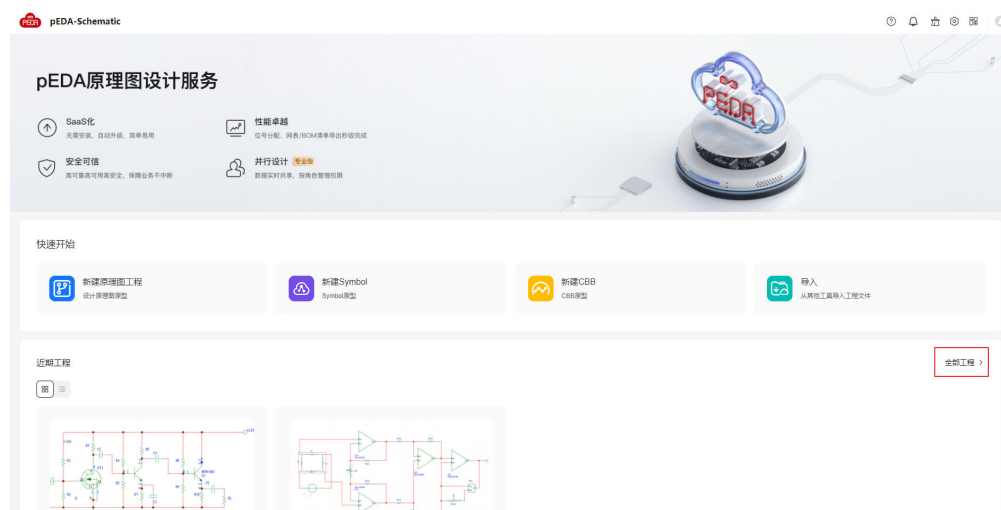 PEDA
pEDA-Schematic
pEDA原理图设计服务
SaaS化
无需安装，自动升级，简单易用
性能卓越
位号分配、网表/BOM清单导出秒级完成
安全可信
高可靠高可用高安全，保障业务不中断
并行设计 专业版
数据实时共享，按角色管理权限
PEDA
快速开始
新建原理图工程
设计原理图原型
新建Symbol
Symbol原型
新建CBB
CBB原型
导入
从其他工具导入工程文件
近期工程
全部工程 >